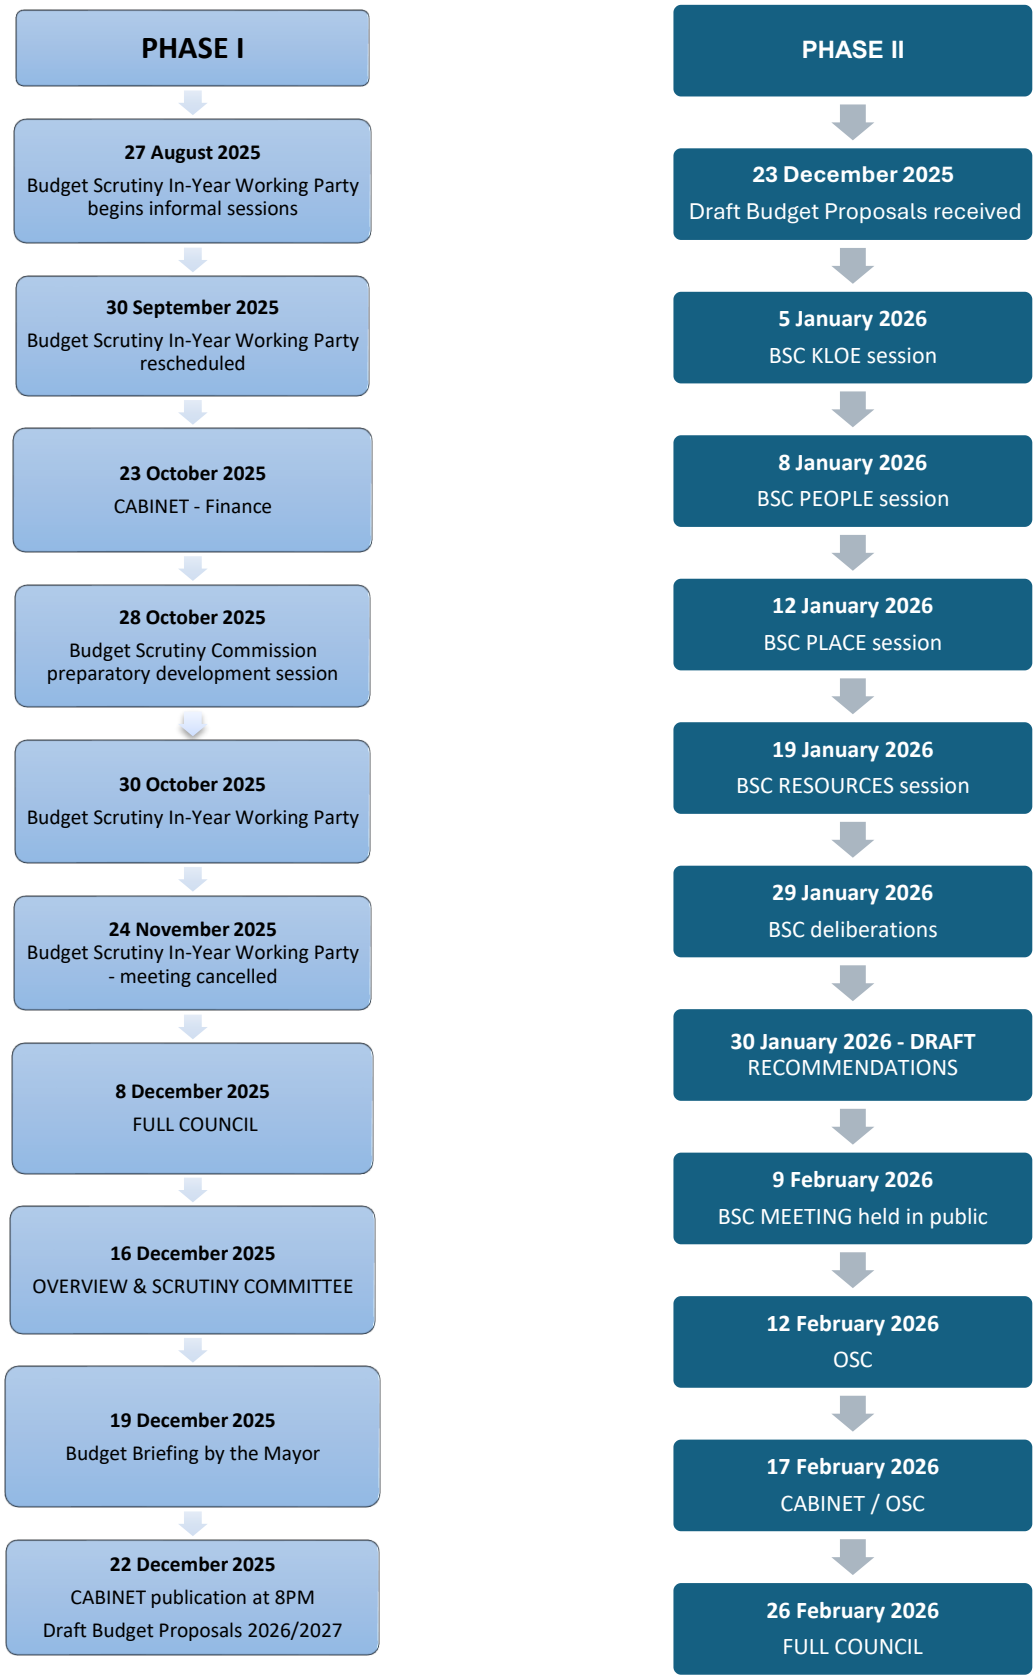 PHASE I
27 August 2025
Budget Scrutiny In-Year Working Party
begins informal sessions
30 September 2025
Budget Scrutiny In-Year Working Party
rescheduled
23 October 2025
CABINET - Finance
28 October 2025
Budget Scrutiny Commission
preparatory development session
30 October 2025
Budget Scrutiny In-Year Working Party
24 November 2025
Budget Scrutiny In-Year Working Party
- meeting cancelled
8 December 2025
FULL COUNCIL
16 December 2025
OVERVIEW & SCRUTINY COMMITTEE
19 December 2025
Budget Briefing by the Mayor
22 December 2025
CABINET publication at 8PM
Draft Budget Proposals 2026/2027
PHASE II
23 December 2025
Draft Budget Proposals received
5 January 2026
BSC KLOE session
8 January 2026
BSC PEOPLE session
12 January 2026
BSC PLACE session
19 January 2026
BSC RESOURCES session
29 January 2026
BSC deliberations
30 January 2026 - DRAFT
RECOMMENDATIONS
9 February 2026
BSC MEETING held in public
12 February 2026
OSC
17 February 2026
CABINET / OSC
26 February 2026
FULL COUNCIL